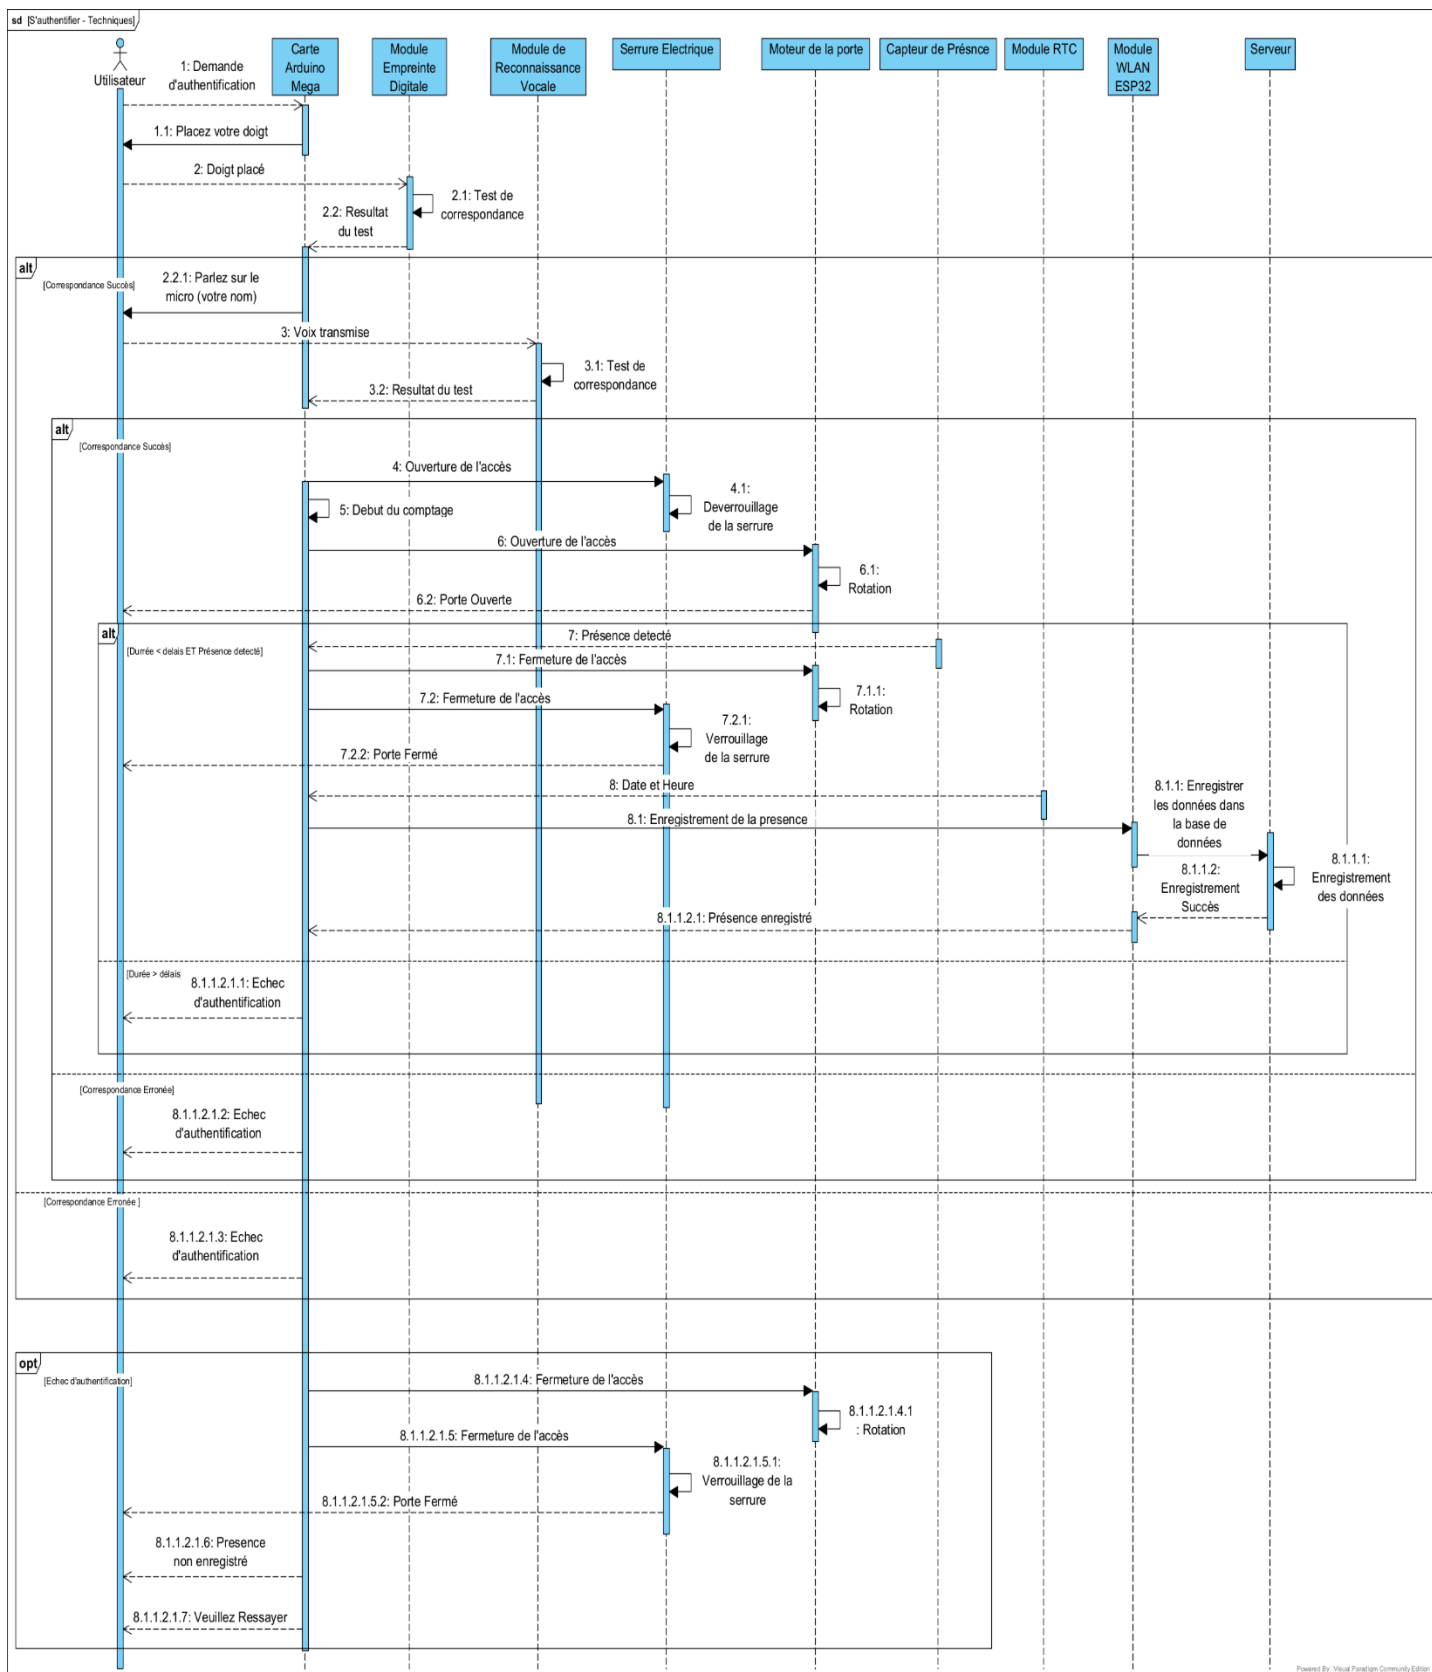 sd [S'authentifier - Techniques]
Utilisateur
Carte
Arduino
Mega
Module
Empreinte
Digitale
Module de
Reconnaissance
Vocale
Serrure Electrique
Moteur de la porte
Capteur de Présnce
Module RTC
Module
WLAN
ESP32
Serveur
1: Demande
d'authentification
1.1: Placez votre doigt
2: Doigt placé
2.1: Test de
correspondance
2.2: Resultat
du test
alt
[Correspondance Succès]
2.2.1: Parlez sur le
micro (votre nom)
3: Voix transmise
3.1: Test de
correspondance
3.2: Resultat du test
alt
[Correspondance Succès]
4: Ouverture de l'accès
4.1:
Deverrouillage
de la serrure
5: Debut du comptage
6: Ouverture de l'accès
6.1:
Rotation
6.2: Porte Ouverte
alt
[Durrée < delais ET Présence detecté]
7: Présence detecté
7.1: Fermeture de l'accès
7.1.1:
Rotation
7.2: Fermeture de l'accès
7.2.1:
Verrouillage
de la serrure
7.2.2: Porte Fermé
8: Date et Heure
8.1: Enregistrement de la presence
8.1.1: Enregistrer
les données dans
la base de
données
8.1.1.1:
Enregistrement
des données
8.1.1.2:
Enregistrement
Succès
8.1.1.2.1: Présence enregistré
[Durée > délais
8.1.1.2.1.1: Echec
d'authentification
[Correspondance Erronée]
8.1.1.2.1.2: Echec
d'authentification
[Correspondance Erronée ]
8.1.1.2.1.3: Echec
d'authentification
opt
[Echec d'authentification]
8.1.1.2.1.4: Fermeture de l'accès
8.1.1.2.1.4.1
: Rotation
8.1.1.2.1.5: Fermeture de l'accès
8.1.1.2.1.5.1:
Verrouillage de la
serrure
8.1.1.2.1.5.2: Porte Fermé
8.1.1.2.1.6: Presence
non enregistré
8.1.1.2.1.7: Veuillez Ressayer
Powered By: Visual Paradigm Community Edition